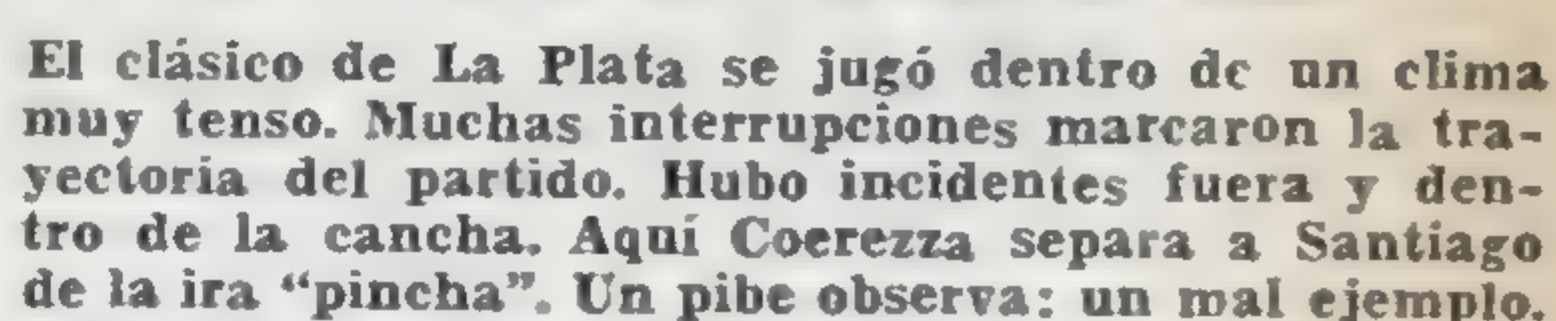 El clásico de La Plata se jugó dentro de un clima
muy tenso. Muchas interrupciones marcaron la tra-
yectoria del partido. Hubo incidentes fuera y den-
tro de la cancha. Aquí Coerezza separa a Santiago
de la ira “pincha”. Un pibe observa: un mal ejemplo.